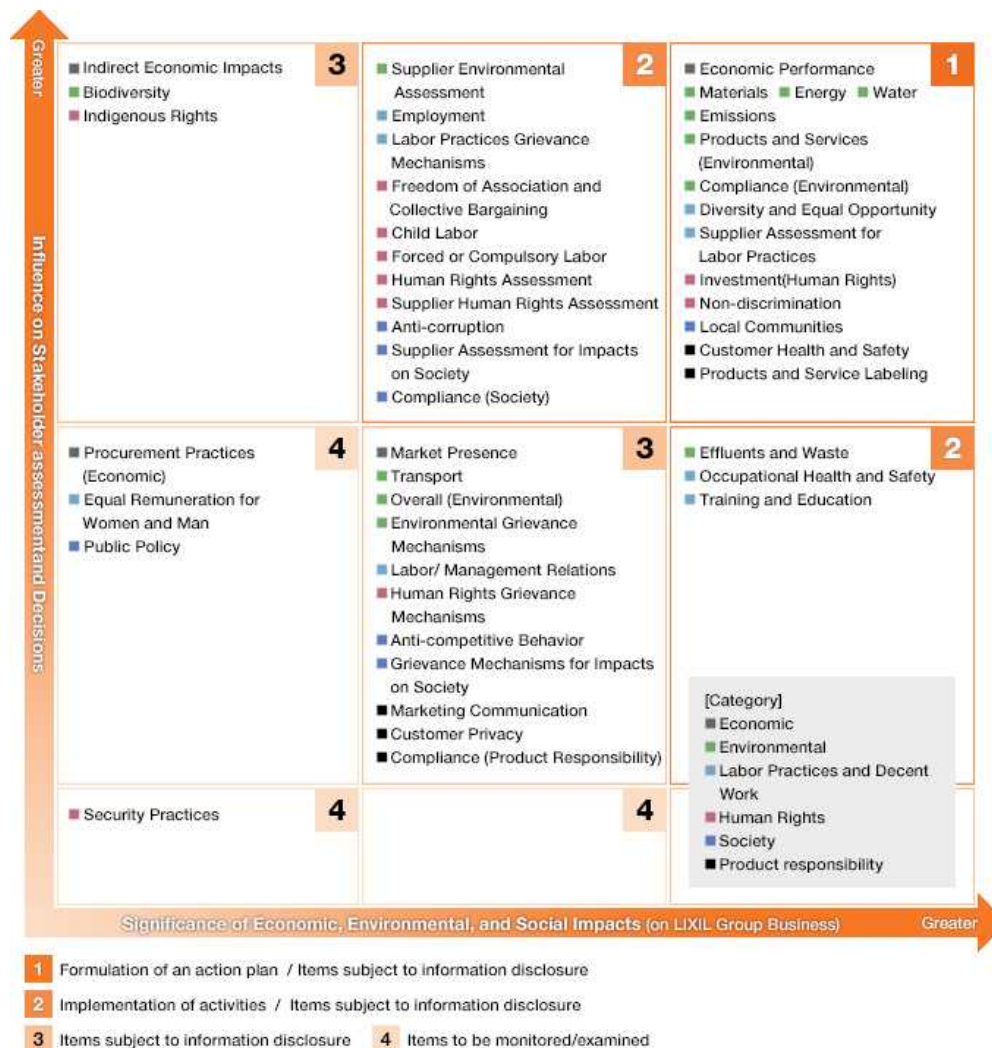 Greater
Influence on Stakeholder assessmentand Decisions
Indirect Economic Impacts
Biodiversity
Indigenous Rights
3
Supplier Environmental
Assessment
Employment
Labor Practices Grievance
Mechanisms
Freedom of Association and
Collective Bargaining
Child Labor
Forced or Compulsory Labor
Human Rights Assessment
Supplier Human Rights Assessment
Anti-corruption
Supplier Assessment for Impacts
on Society
Compliance (Society)
2
Economic Performance
Materials Energy Water
Emissions
Products and Services
(Environmental)
Compliance (Environmental)
Diversity and Equal Opportunity
Supplier Assessment for
Labor Practices
Investment(Human Rights)
Non-discrimination
Local Communities
Customer Health and Safety
Products and Service Labeling
1
Procurement Practices
(Economic)
Equal Remuneration for
Women and Man
Public Policy
4
Market Presence
Transport
Overall (Environmental)
Environmental Grievance
Mechanisms
Labor/ Management Relations
Human Rights Grievance
Mechanisms
Anti-competitive Behavior
Grievance Mechanisms for Impacts
on Society
Marketing Communication
Customer Privacy
Compliance (Product Responsibility)
3
Effluents and Waste
Occupational Health and Safety
Training and Education
2
Security Practices
4
4
[Category]
Economic
Environmental
Labor Practices and Decent
Work
Human Rights
Society
Product responsibility
Significance of Economic, Environmental, and Social Impacts (on LIXIL Group Business)
Greater
1 Formulation of an action plan / Items subject to information disclosure
2 Implementation of activities / Items subject to information disclosure
3 Items subject to information disclosure 4 Items to be monitored/examined